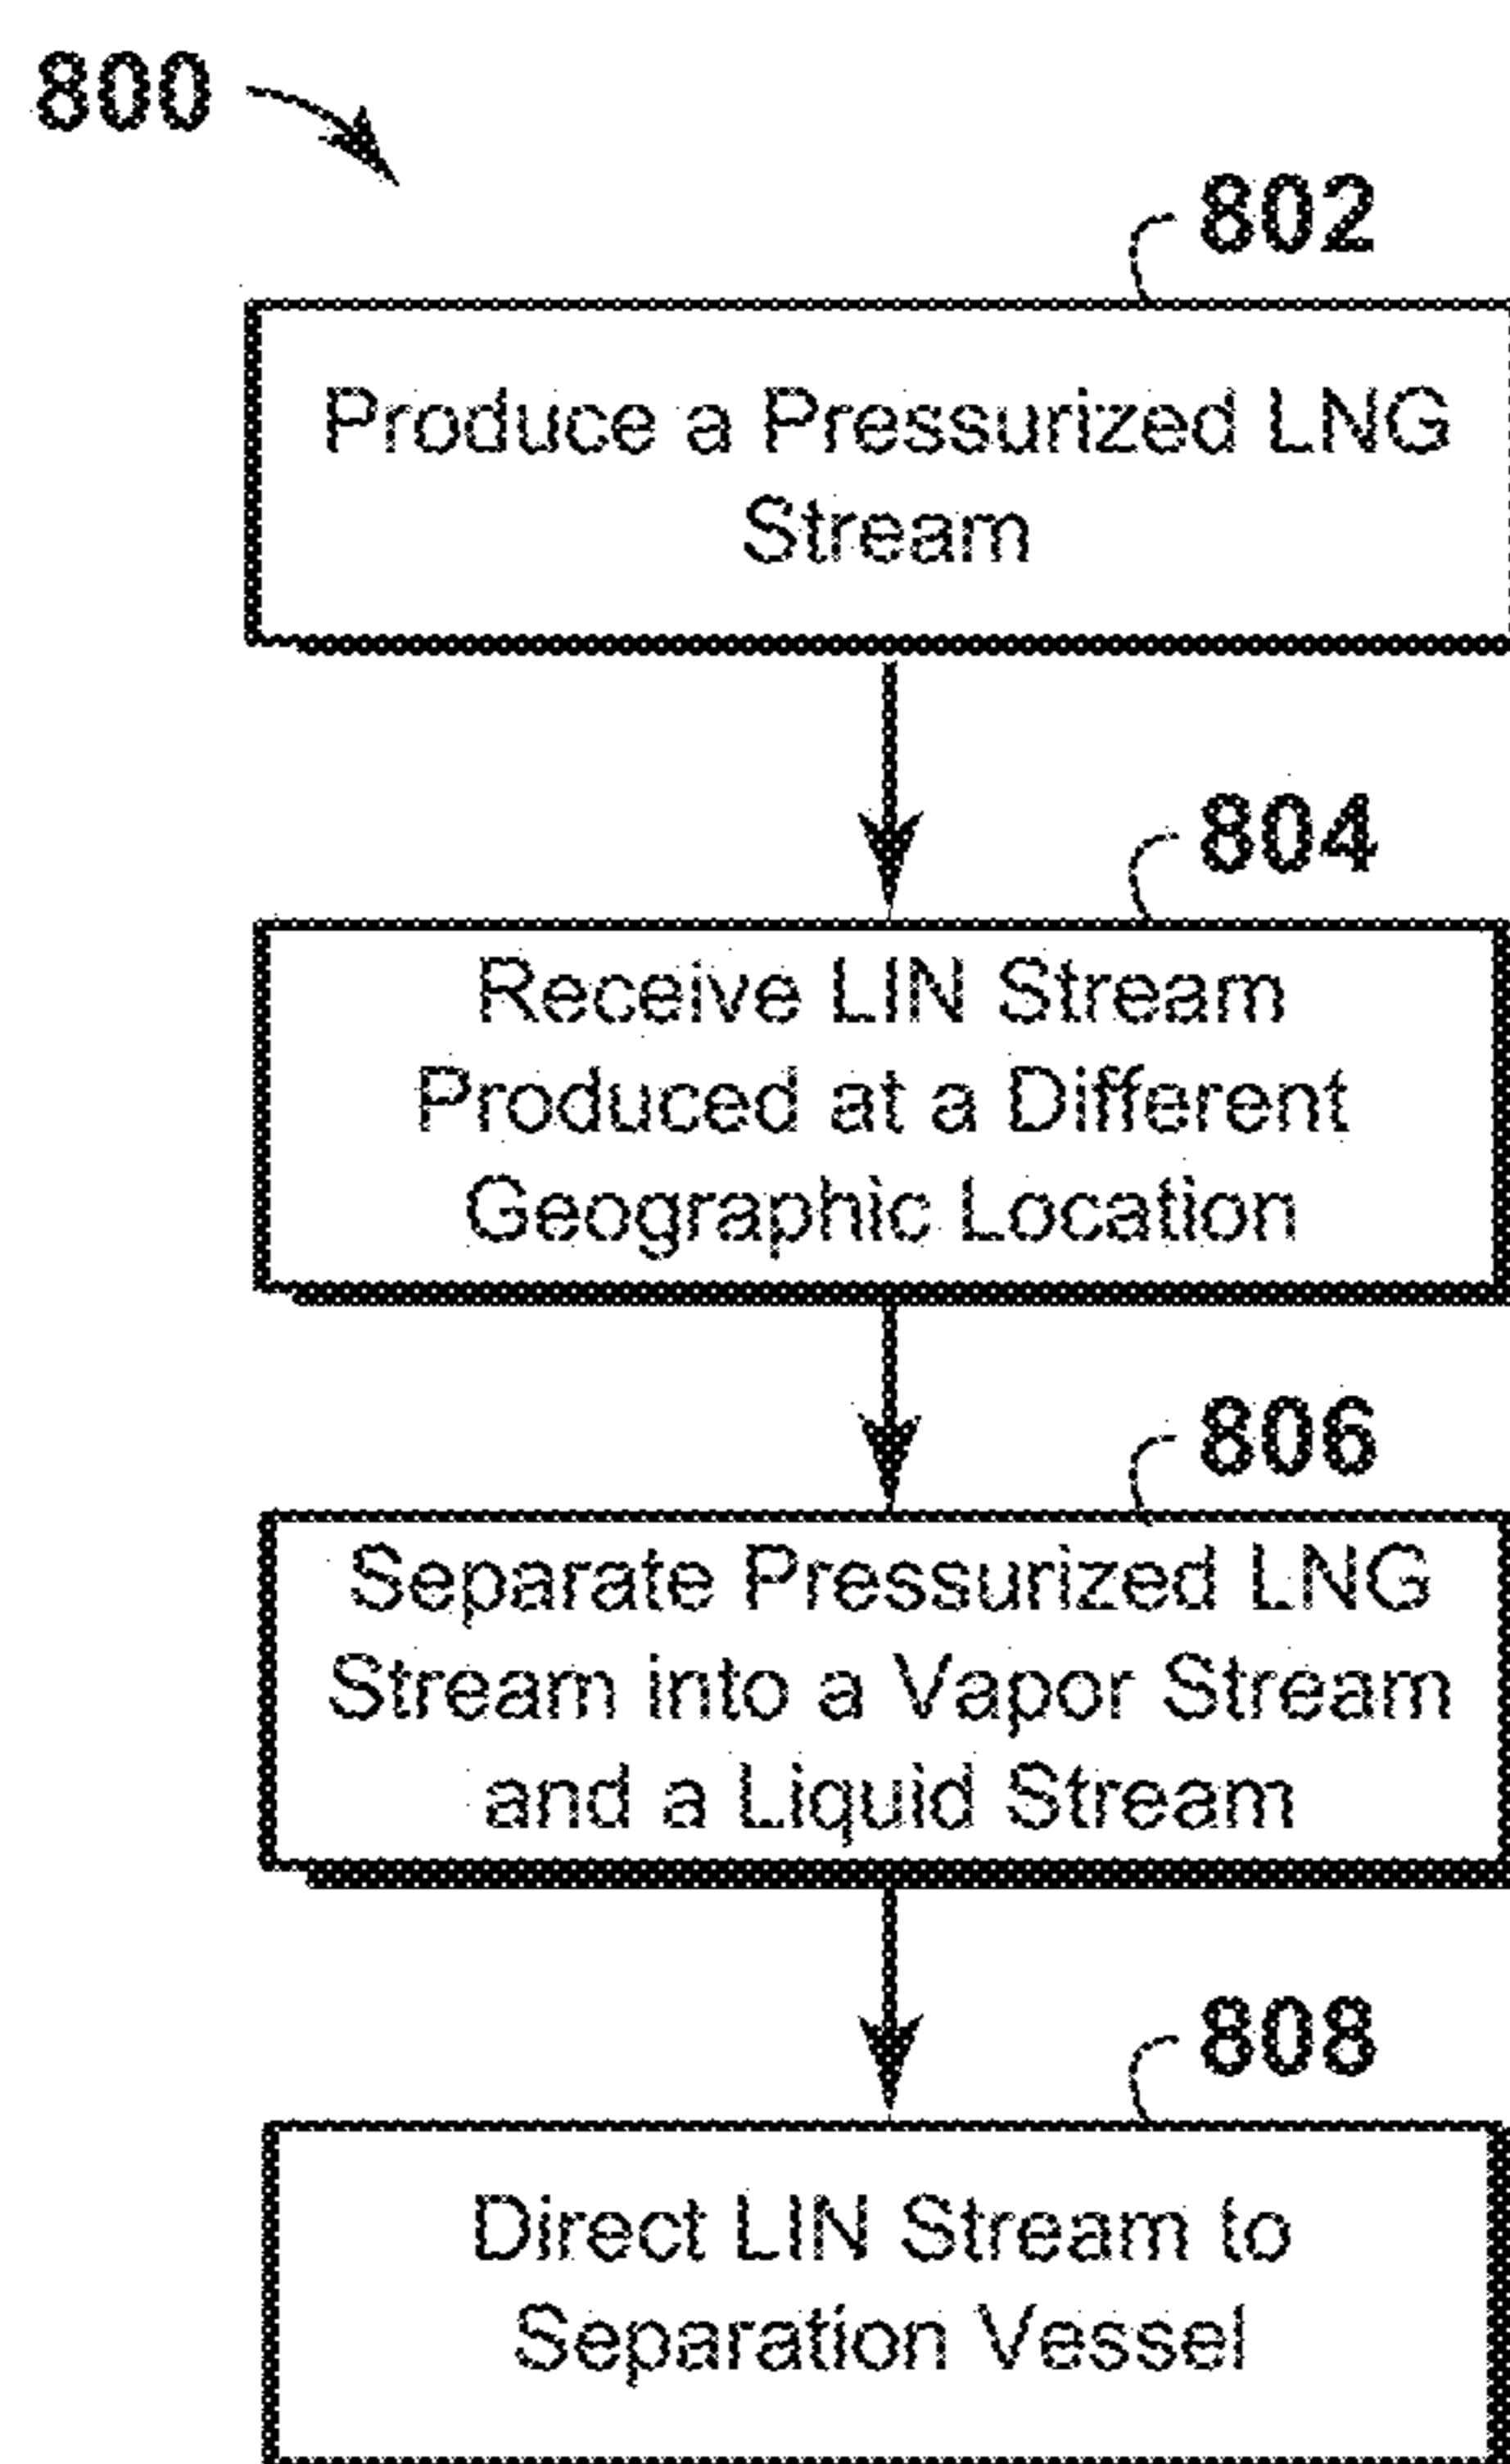 800
802
Produce a Pressurized LNG
Stream
804
Receive LIN Stream
Produced at a Different
Geographic Location
806
Separate Pressurized LNG
Stream into a Vapor Stream
and a Liquid Stream
808
Direct LIN Stream to
Separation Vessel